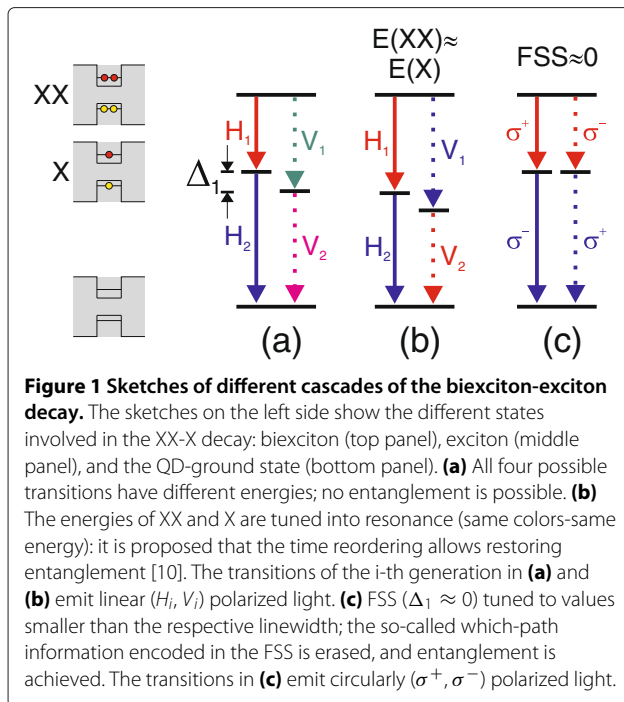 E(XX)≈
E(X)
FSS≈0
XX
X
H₁
V₁
Δ₁
H₂
V₂
H₁
V₁
H₂
V₂
σ⁺
σ⁻
σ⁻
σ⁺
(a)
(b)
(c)
Figure 1 Sketches of different cascades of the biexciton-exciton
decay. The sketches on the left side show the different states
involved in the XX-X decay: biexciton (top panel), exciton (middle
panel), and the QD-ground state (bottom panel). (a) All four possible
transitions have different energies; no entanglement is possible. (b)
The energies of XX and X are tuned into resonance (same colors-same
energy): it is proposed that the time reordering allows restoring
entanglement [10]. The transitions of the i-th generation in (a) and
(b) emit linear (Hᵢ, Vᵢ) polarized light. (c) FSS (Δ₁ ≈ 0) tuned to values
smaller than the respective linewidth; the so-called which-path
information encoded in the FSS is erased, and entanglement is
achieved. The transitions in (c) emit circularly (σ⁺, σ⁻) polarized light.